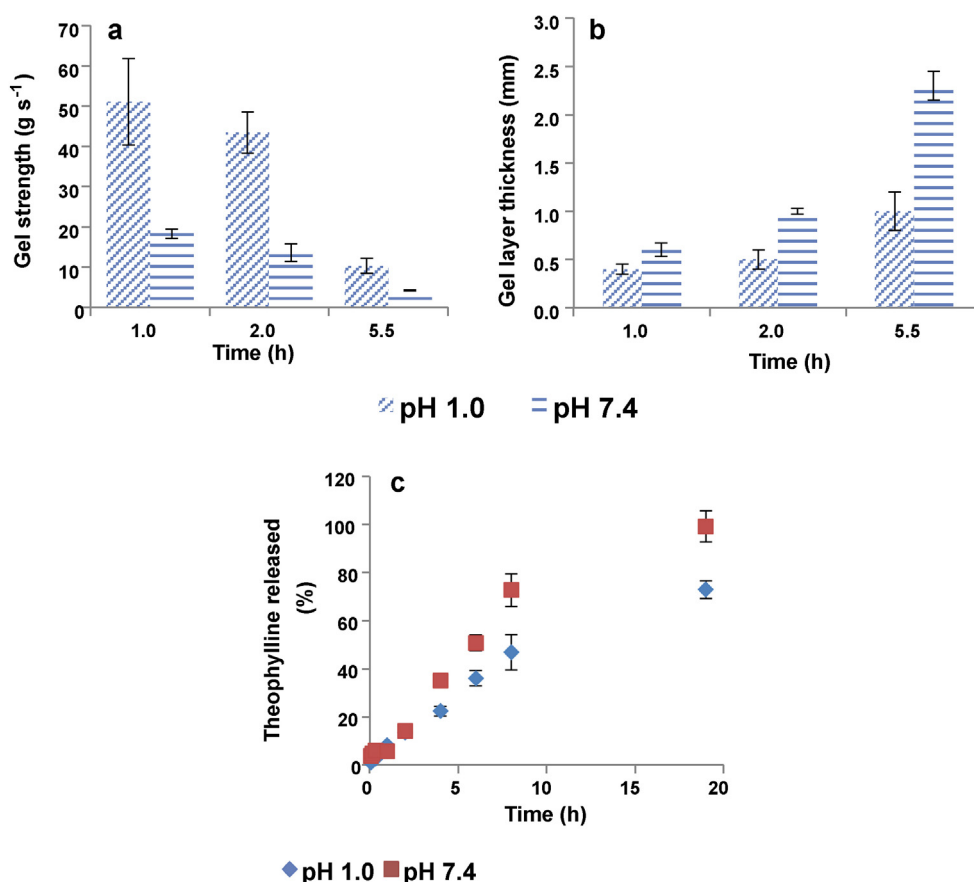 a
70
60
50
40
30
20
10
0
Gel strength (g s⁻¹)
1.0 2.0 5.5
Time (h)
b
3.0
2.5
2.0
1.5
1.0
0.5
0.0
Gel layer thickness (mm)
1.0 2.0 5.5
Time (h)
pH 1.0 pH 7.4
c
120
100
80
60
40
20
0
Theophylline released
(%)
0 5 10 15 20
Time (h)
pH 1.0 pH 7.4